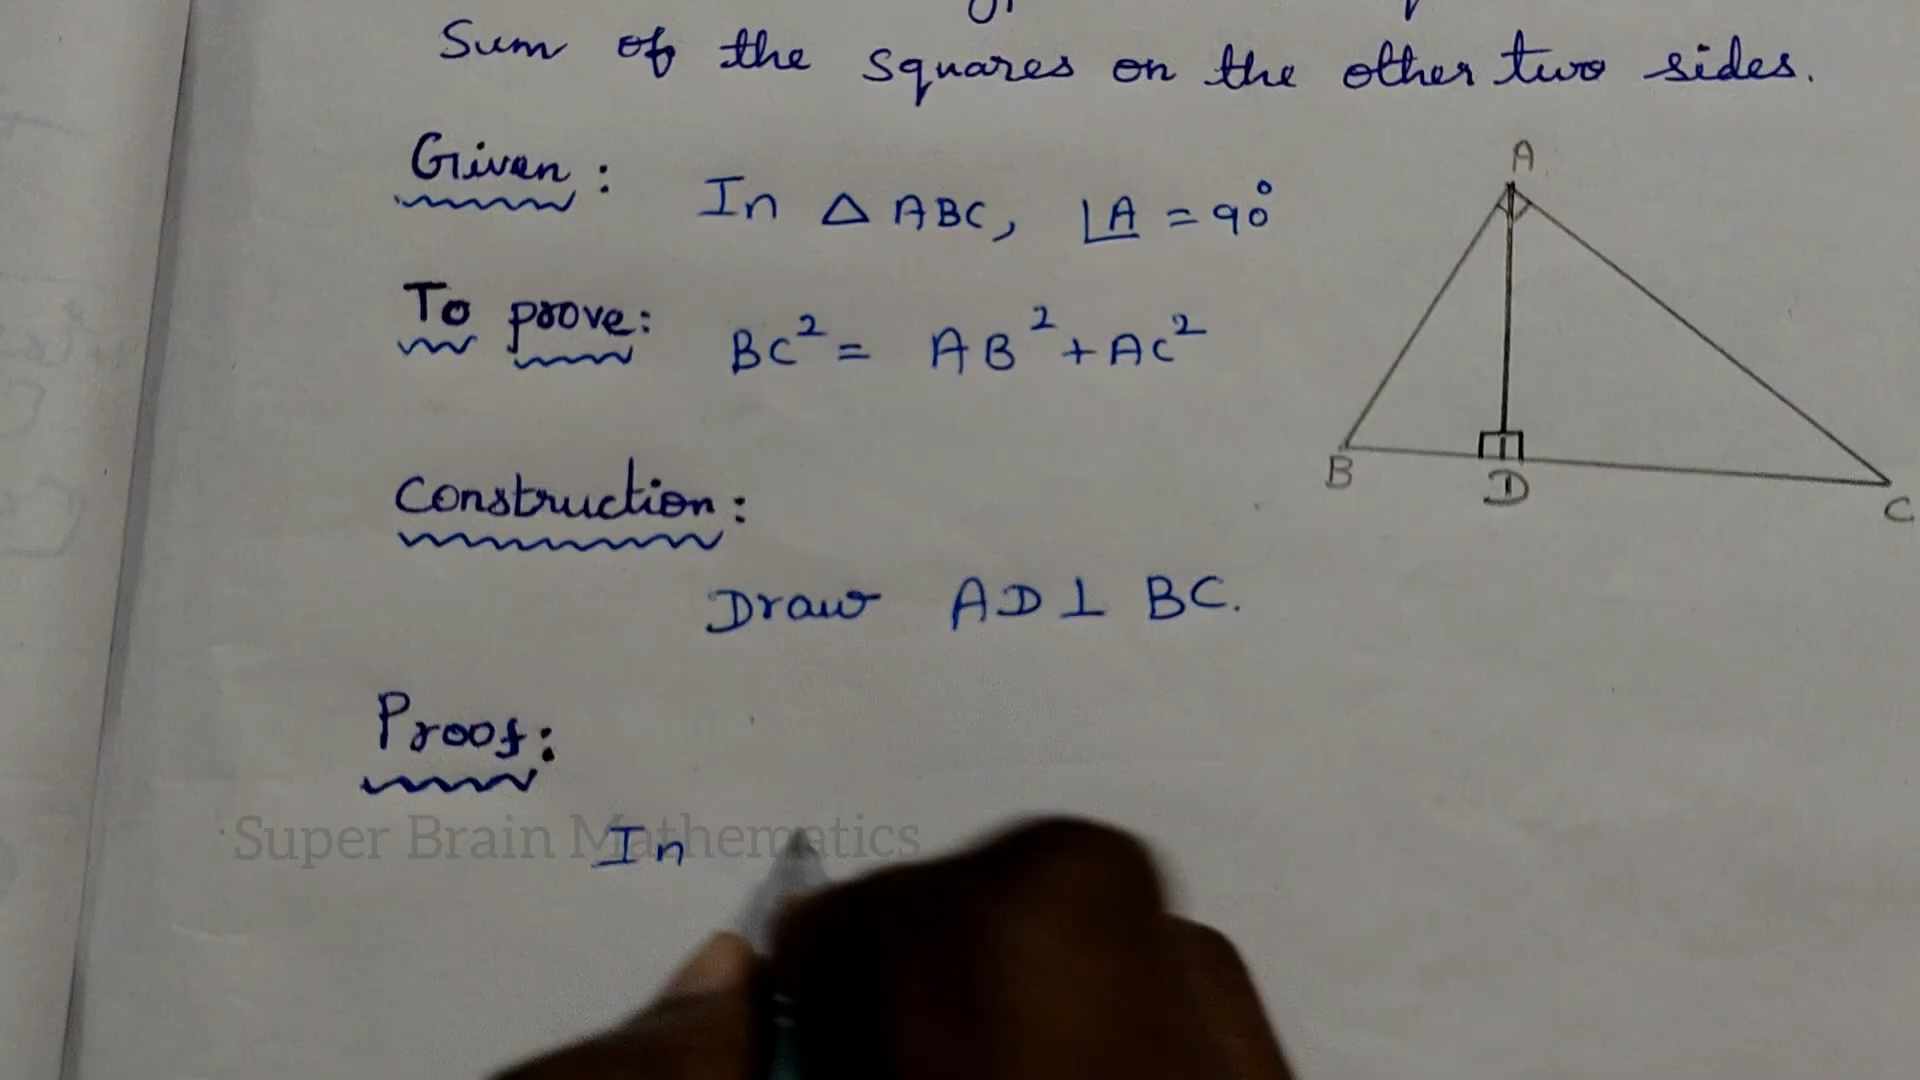 Sum of the squares on the other two sides.
Given: In △ ABC, ∠A = 90°
To prove: BC² = AB² + AC²
Construction:
Draw AD ⊥ BC.
Proof:
In
A
B
D
C
Super Brain Mathematics